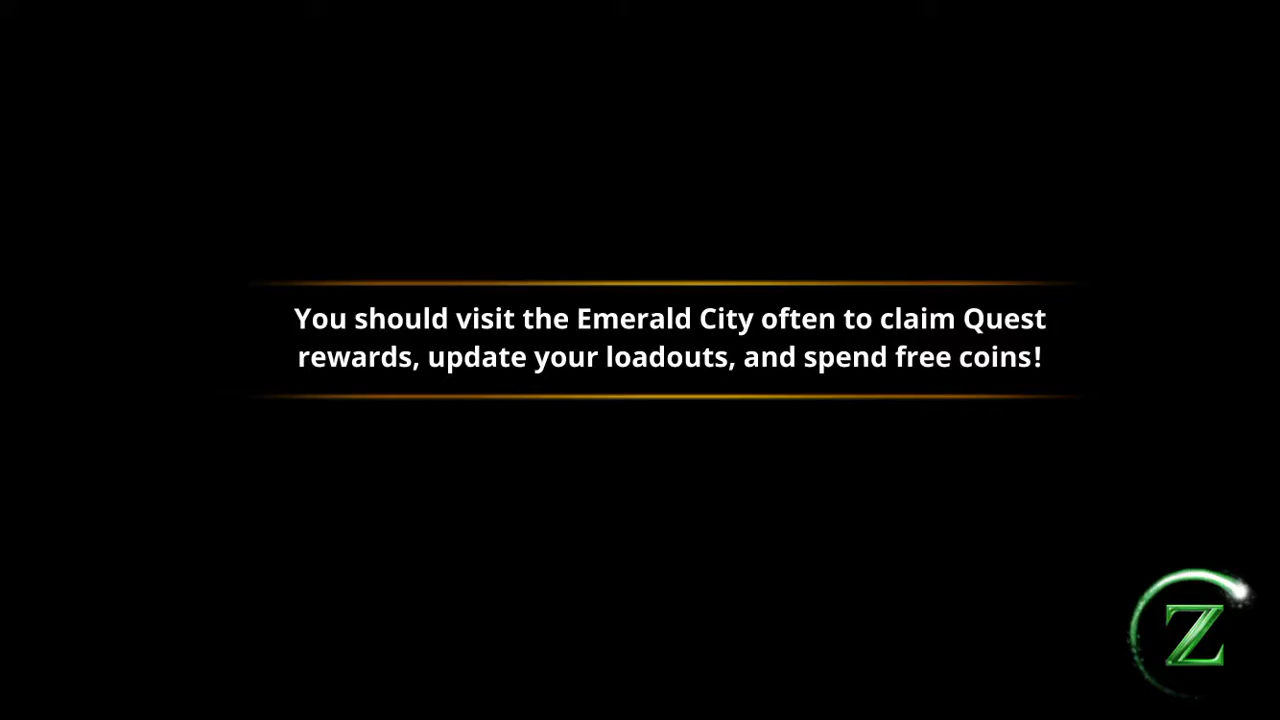 You should visit the Emerald City often to claim Quest
rewards, update your loadouts, and spend free coins!
Z